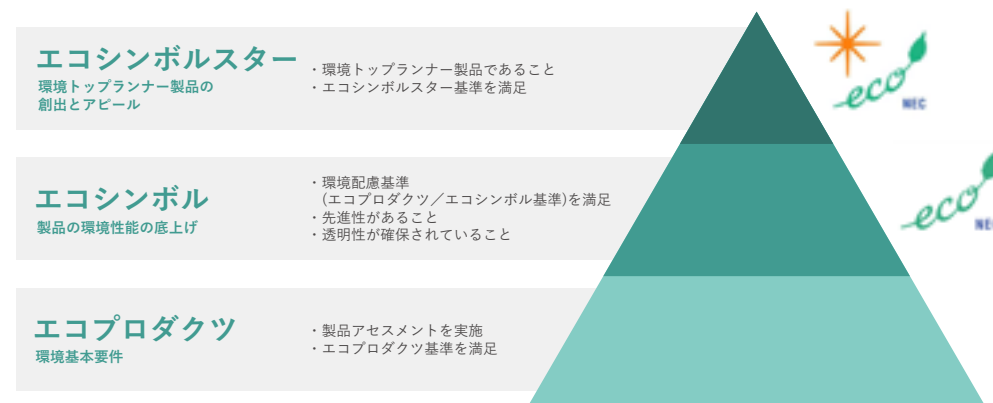 エコシンボルスター
環境トップランナー製品の
創出とアピール
・環境トップランナー製品であること
・エコシンボルスター基準を満足
eco
NEC
エコシンボル
製品の環境性能の底上げ
・環境配慮基準
(エコプロダクツ／エコシンボル基準)を満足
・先進性があること
・透明性が確保されていること
eco
NE
エコプロダクツ
環境基本要件
・製品アセスメントを実施
・エコプロダクツ基準を満足